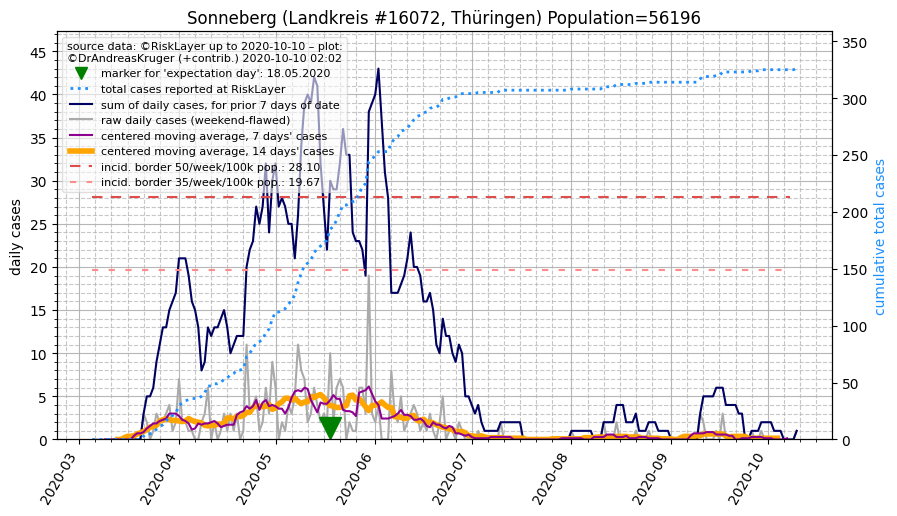 Sonneberg (Landkreis #16072, Thüringen) Population=56196
source data: ©RiskLayer up to 2020-10-10 – plot:
©DrAndreasKruger (+contrib.) 2020-10-10 02:02
marker for 'expectation day': 18.05.2020
total cases reported at RiskLayer
sum of daily cases, for prior 7 days of date
raw daily cases (weekend-flawed)
centered moving average, 7 days' cases
centered moving average, 14 days' cases
incid. border 50/week/100k pop.: 28.10
incid. border 35/week/100k pop.: 19.67
daily cases
45
40
35
30
25
20
15
10
5
0
cumulative total cases
350
300
250
200
150
100
50
0
2020-03
2020-04
2020-05
2020-06
2020-07
2020-08
2020-09
2020-10